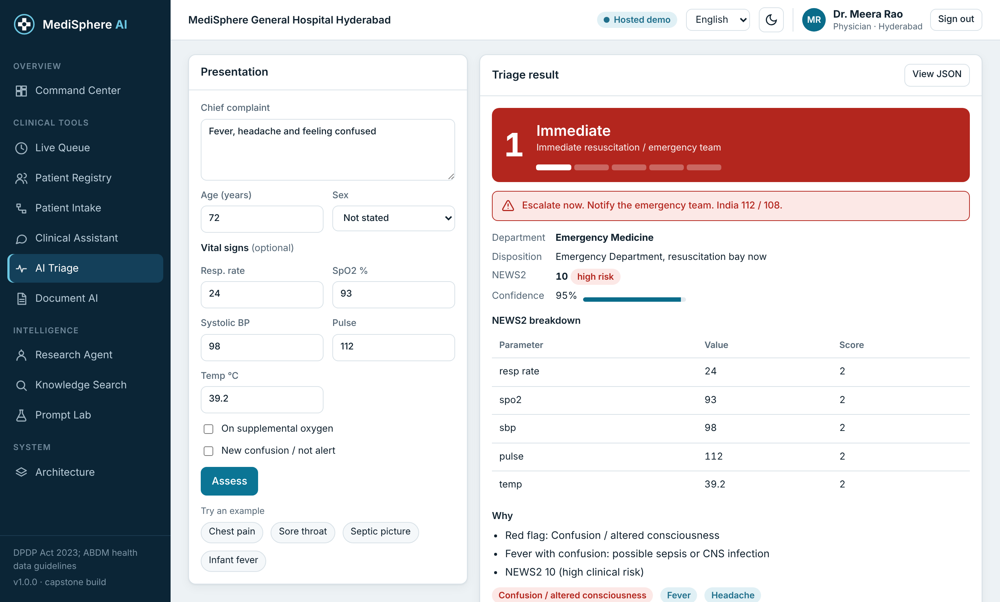 MediSphere AI
OVERVIEW
Command Center
CLINICAL TOOLS
Live Queue
Patient Registry
Patient Intake
Clinical Assistant
AI Triage
Document AI
INTELLIGENCE
Research Agent
Knowledge Search
Prompt Lab
SYSTEM
Architecture
DPDP Act 2023; ABDM health
data guidelines
v1.0.0 · capstone build
MediSphere General Hospital Hyderabad
Hosted demo
English
MR
Dr. Meera Rao
Physician · Hyderabad
Sign out
Presentation
Chief complaint
Fever, headache and feeling confused
Age (years)
Sex
72
Not stated
Vital signs (optional)
Resp. rate
SpO2 %
24
93
Systolic BP
Pulse
98
112
Temp °C
39.2
On supplemental oxygen
New confusion / not alert
Assess
Try an example
Chest pain
Sore throat
Septic picture
Infant fever
Triage result
View JSON
1
Immediate
Immediate resuscitation / emergency team
Escalate now. Notify the emergency team. India 112 / 108.
Department Emergency Medicine
Disposition Emergency Department, resuscitation bay now
NEWS2 10 high risk
Confidence 95%
NEWS2 breakdown
Parameter Value Score
resp rate 24 2
spo2 93 2
sbp 98 2
pulse 112 2
temp 39.2 2
Why
• Red flag: Confusion / altered consciousness
• Fever with confusion: possible sepsis or CNS infection
• NEWS2 10 (high clinical risk)
Confusion / altered consciousness
Fever
Headache